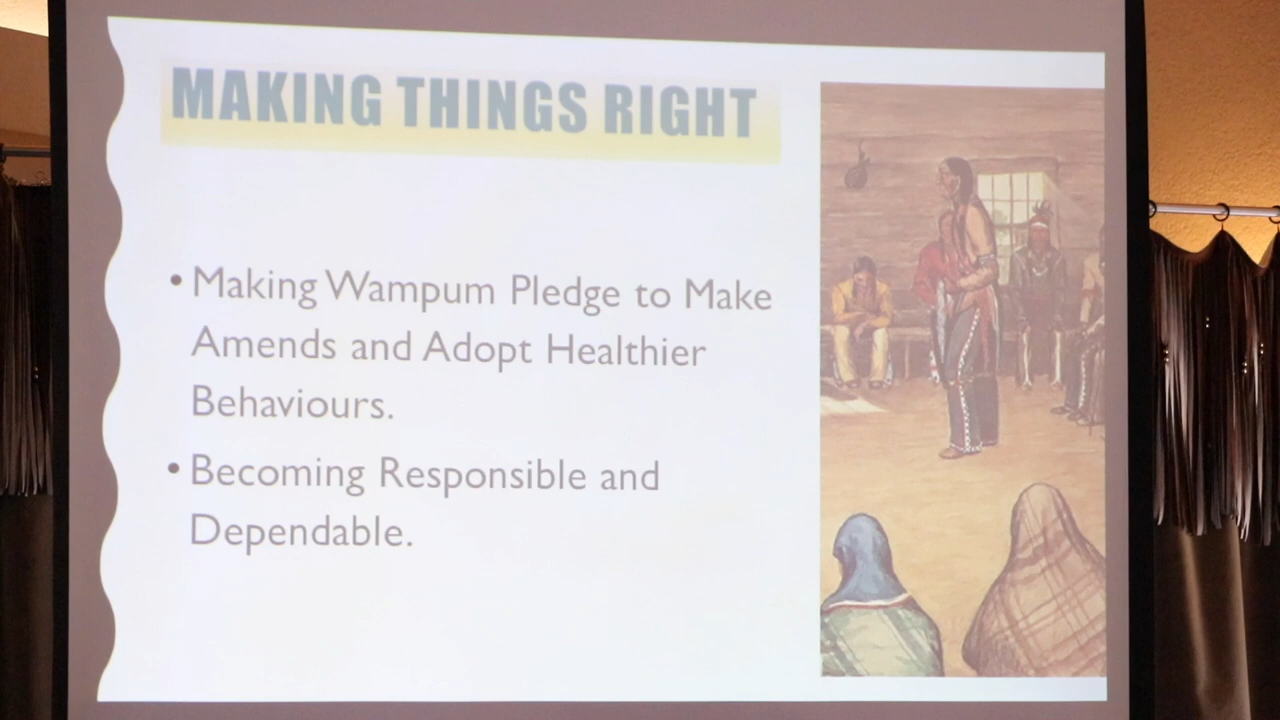 MAKING THINGS RIGHT
• Making Wampum Pledge to Make
Amends and Adopt Healthier
Behaviours.
• Becoming Responsible and
Dependable.